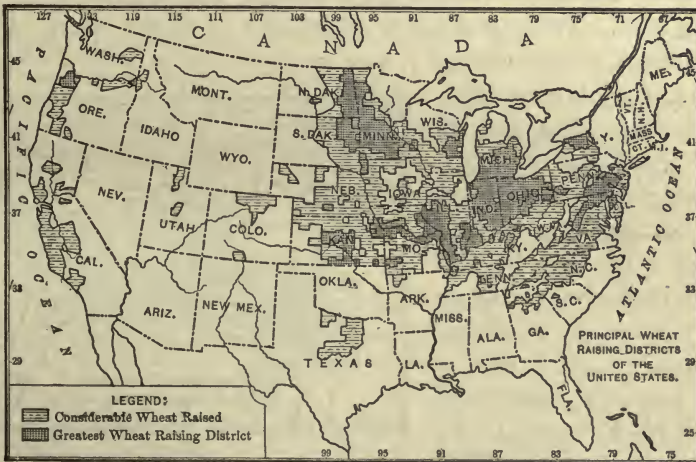 127 123 119 115 111 107 103 99 95 91 87 83 79 75 71 67
C A N A D A
PACIFIC OCEAN
WASH.
ORE.
IDAHO
MONT.
WYO.
NEV.
UTAH
COLO.
CAL.
ARIZ.
NEW MEX.
N. DAK.
S. DAK.
NEB.
KAN.
OKLA.
TEXAS
MINN.
IOWA
MO.
ARK.
LA.
WIS.
MICH.
IND.
OHIO
KY.
TENN.
MISS.
ALA.
GA.
FLA.
S.C.
N.C.
VA.
W.VA.
PENN.
Y.
VT.
N.H.
MASS
CT.
R.I.
ME.
ATLANTIC OCEAN
45
41
37
33
29
45
41
37
33
29
25
PRINCIPAL WHEAT
RAISING DISTRICTS
OF THE
UNITED STATES.
LEGEND:
Considerable Wheat Raised
Greatest Wheat Raising District
99 95 91 87 83 79 75